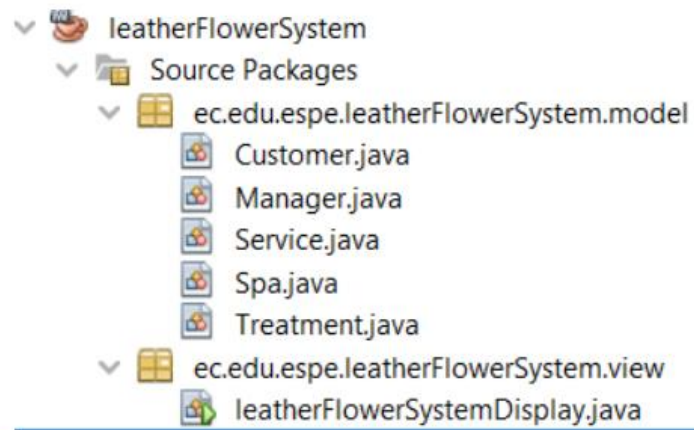 leatherFlowerSystem
Source Packages
ec.edu.espe.leatherFlowerSystem.model
Customer.java
Manager.java
Service.java
Spa.java
Treatment.java
ec.edu.espe.leatherFlowerSystem.view
leatherFlowerSystemDisplay.java